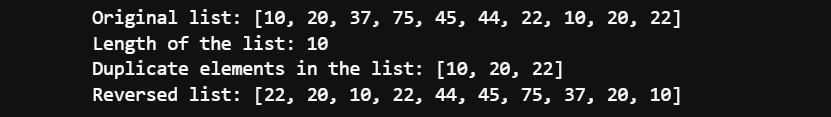 Original list: [10, 20, 37, 75, 45, 44, 22, 10, 20, 22]
Length of the list: 10
Duplicate elements in the list: [10, 20, 22]
Reversed list: [22, 20, 10, 22, 44, 45, 75, 37, 20, 10]